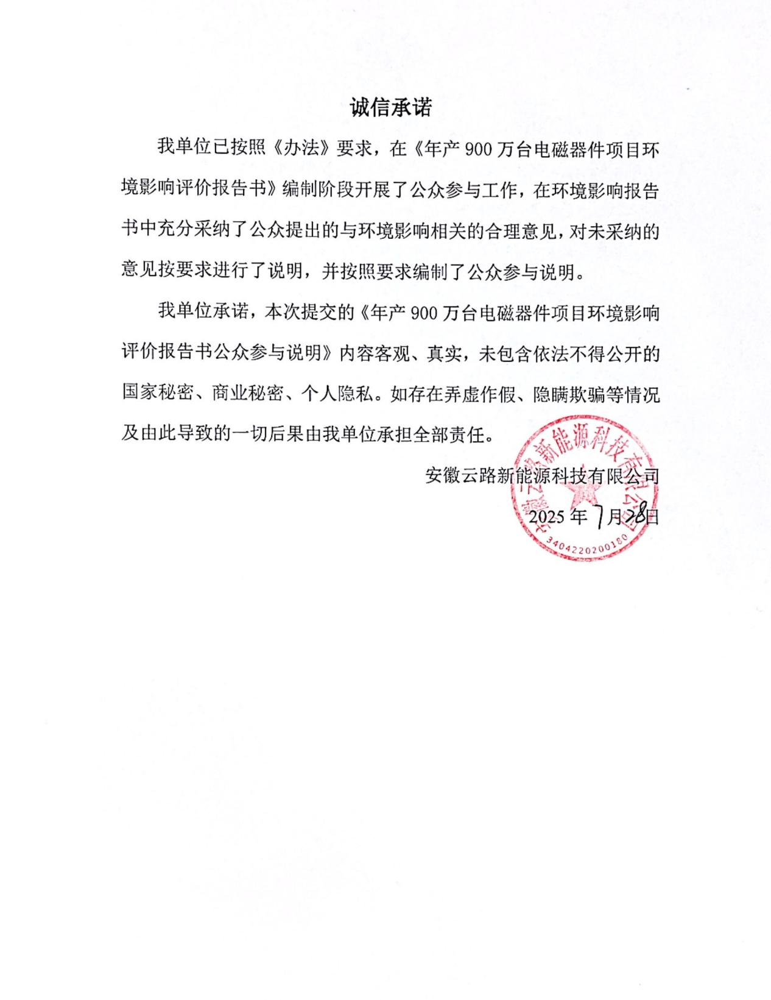 诚信承诺
我单位已按照《办法》要求，在《年产 900 万台电磁器件项目环
境影响评价报告书》编制阶段开展了公众参与工作，在环境影响报告
书中充分采纳了公众提出的与环境影响相关的合理意见，对未采纳的
意见按要求进行了说明，并按照要求编制了公众参与说明。
我单位承诺，本次提交的《年产 900 万台电磁器件项目环境影响
评价报告书公众参与说明》内容客观、真实，未包含依法不得公开的
国家秘密、商业秘密、个人隐私。如存在弄虚作假、隐瞒欺骗等情况
及由此导致的一切后果由我单位承担全部责任。
安徽云路新能源科技有限公司
2025 年 7 月 28 日
安徽云路新能源科技有限公司
3404220200180